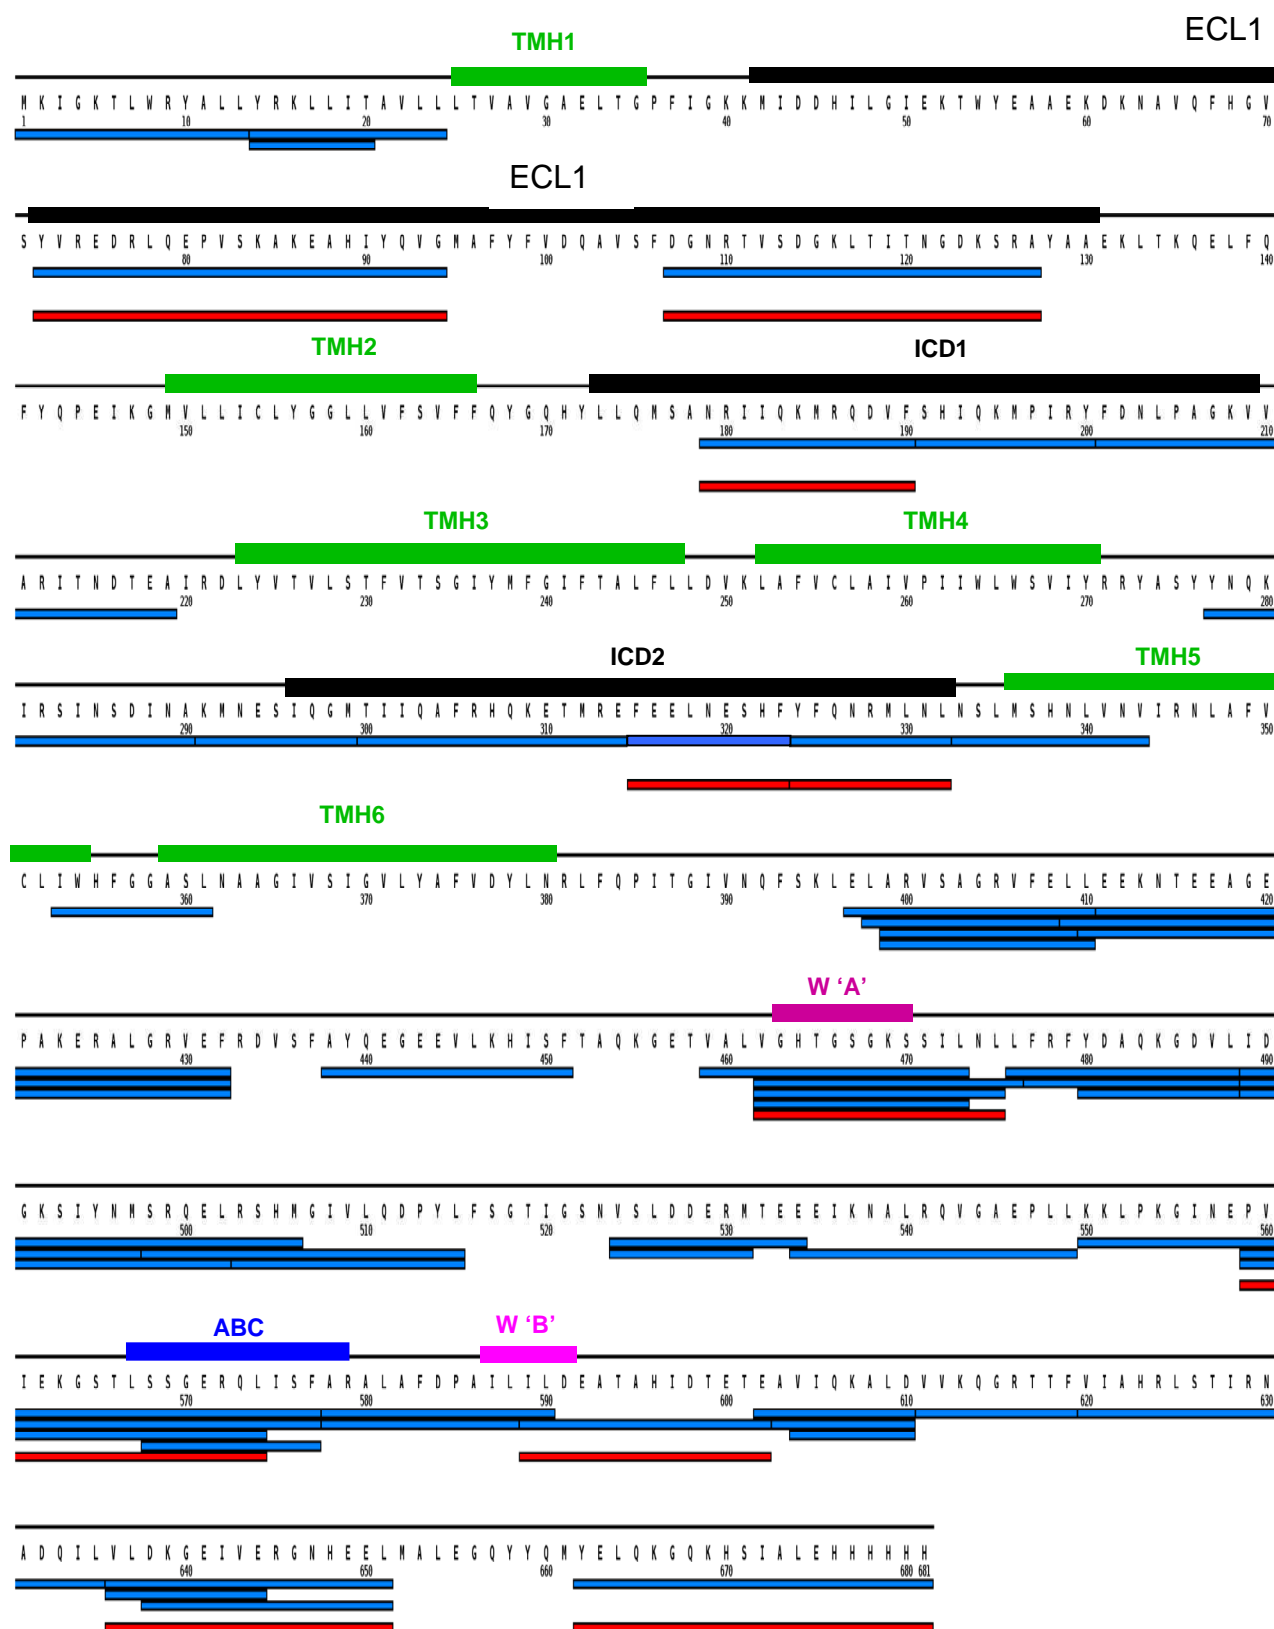 TMH1 ECL1
M K I G K T L W R Y A L L Y R K L L I T A V L L L T V A V G A E L T G P F I G K K M I D D H I L G I E K T W Y E A A E K D K N A V Q F H G V
1 10 20 30 40 50 60 70
ECL1
S Y V R E D R L Q E P V S K A K E A H I Y Q V G M A F Y F V D Q A V S F D G N R T V S D G K L T I T N G D K S R A Y A A E K L T K Q E L F Q
80 90 100 110 120 130 140
TMH2 ICD1
F Y Q P E I K G M V L L I C L Y G G L L V F S V F F Q Y G Q H Y L L Q M S A N R I I Q K M R Q D V F S H I Q K M P I R Y F D N L P A G K V V
150 160 170 180 190 200 210
TMH3 TMH4
A R I T N D T E A I R D L Y V T V L S T F V T S G I Y M F G I F T A L F L L D V K L A F V C L A I V P I I W L W S V I Y R R Y A S Y Y N Q K
220 230 240 250 260 270 280
ICD2 TMH5
I R S I N S D I N A K M N E S I Q G M T I I Q A F R H Q K E T M R E F E E L N E S H F Y F Q N R M L N L N S L M S H N L V N V I R N L A F V
290 300 310 320 330 340 350
TMH6
C L I W H F G G A S L N A A G I V S I G V L Y A F V D Y L N R L F Q P I T G I V N Q F S K L E L A R V S A G R V F E L L E E K N T E E A G E
360 370 380 390 400 410 420
W ‘A’
P A K E R A L G R V E F R D V S F A Y Q E G E E V L K H I S F T A Q K G E T V A L V G H T G S G K S S I L N L L F R F Y D A Q K G D V L I D
430 440 450 460 470 480 490
G K S I Y N M S R Q E L R S H M G I V L Q D P Y L F S G T I G S N V S L D D E R M T E E E I K N A L R Q V G A E P L L K K L P K G I N E P V
500 510 520 530 540 550 560
ABC W ‘B’
I E K G S T L S S G E R Q L I S F A R A L A F D P A I L I L D E A T A H I D T E T E A V I Q K A L D V V K Q G R T T F V I A H R L S T I R N
570 580 590 600 610 620 630
A D Q I L V L D K G E I V E R G N H E E L M A L E G Q Y Y Q M Y E L Q K G Q K H S I A L E H H H H H H
640 650 660 670 680 681